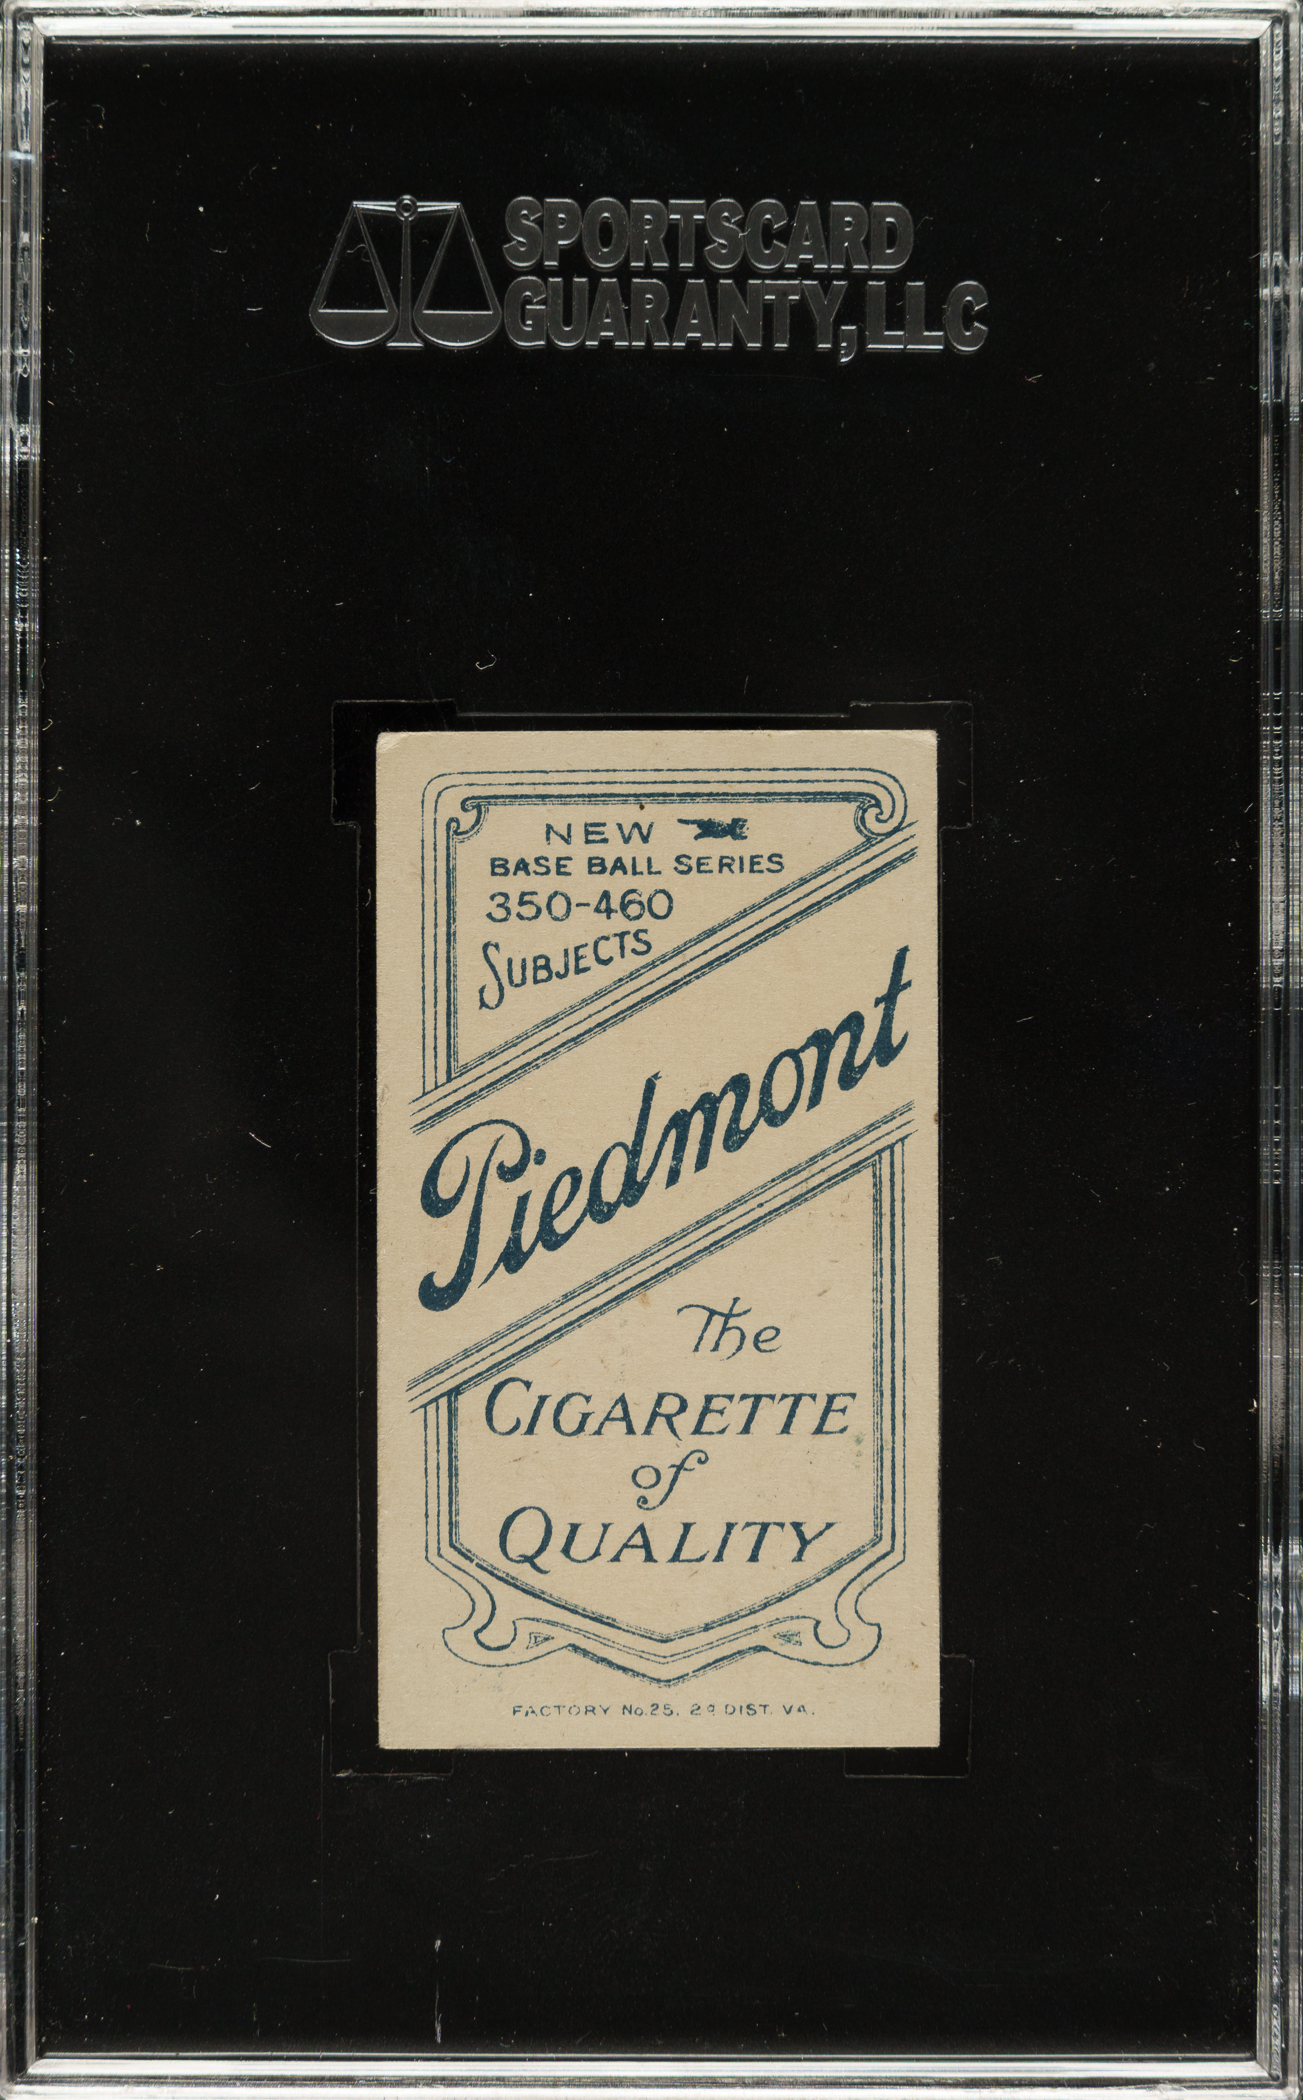 SPORTSCARD
GUARANTY, LLC
NEW
BASE BALL SERIES
350-460
SUBJECTS
Piedmont
The
CIGARETTE
of
QUALITY
FACTORY No. 25, 2D DIST. VA.